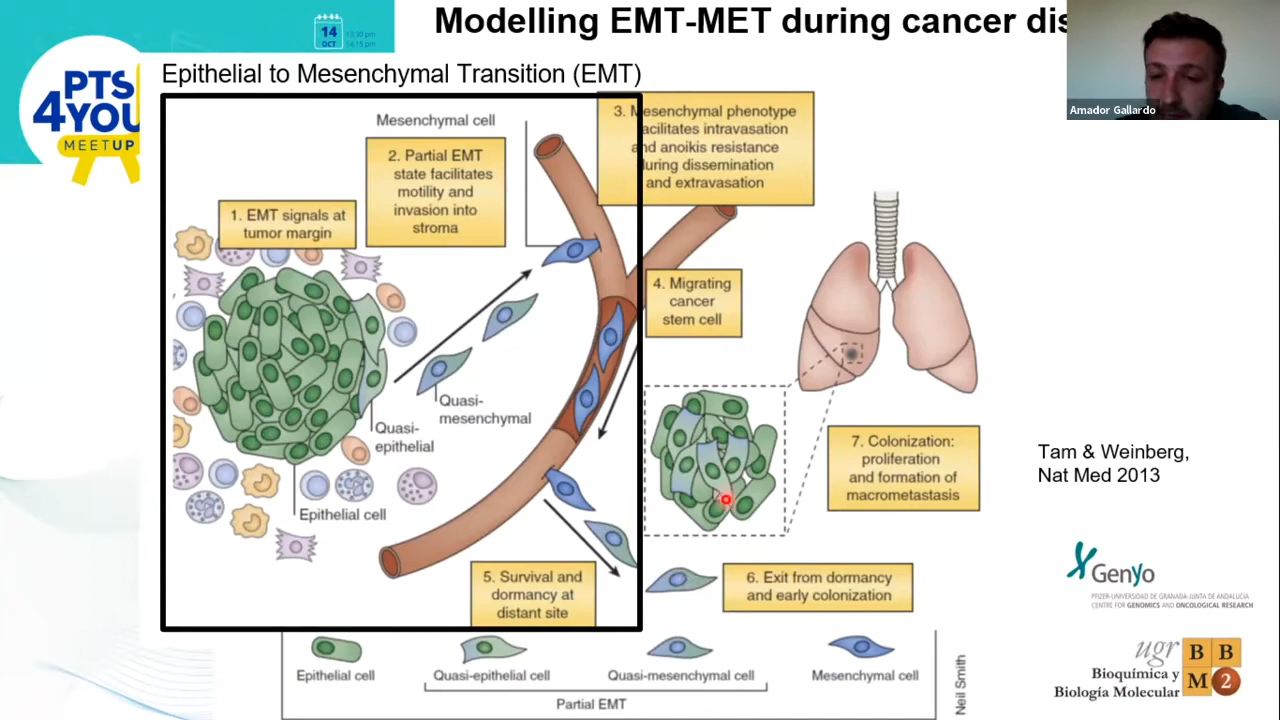 Modelling EMT-MET during cancer dis
14
OCT
PTS
4YOU
MEETUP
Amador Gallardo
Epithelial to Mesenchymal Transition (EMT)
Mesenchymal cell
1. EMT signals at
tumor margin
2. Partial EMT
state facilitates
motility and
invasion into
stroma
3. Mesenchymal phenotype
facilitates intravasation
and anoikis resistance
during dissemination
and extravasation
4. Migrating
cancer
stem cell
Quasi-
mesenchymal
Quasi-
epithelial
Epithelial cell
5. Survival and
dormancy at
distant site
6. Exit from dormancy
and early colonization
7. Colonization:
proliferation
and formation of
macrometastasis
Tam & Weinberg,
Nat Med 2013
Genyo
PFIZER-UNIVERSIDAD DE GRANADA-JUNTA DE ANDALUCIA
CENTRE FOR GENOMICS AND ONCOLOGICAL RESEARCH
ugr
Bioquímica y
Biología Molecular
B B
M 2
Epithelial cell
Quasi-epithelial cell
Quasi-mesenchymal cell
Mesenchymal cell
Partial EMT
Neil Smith